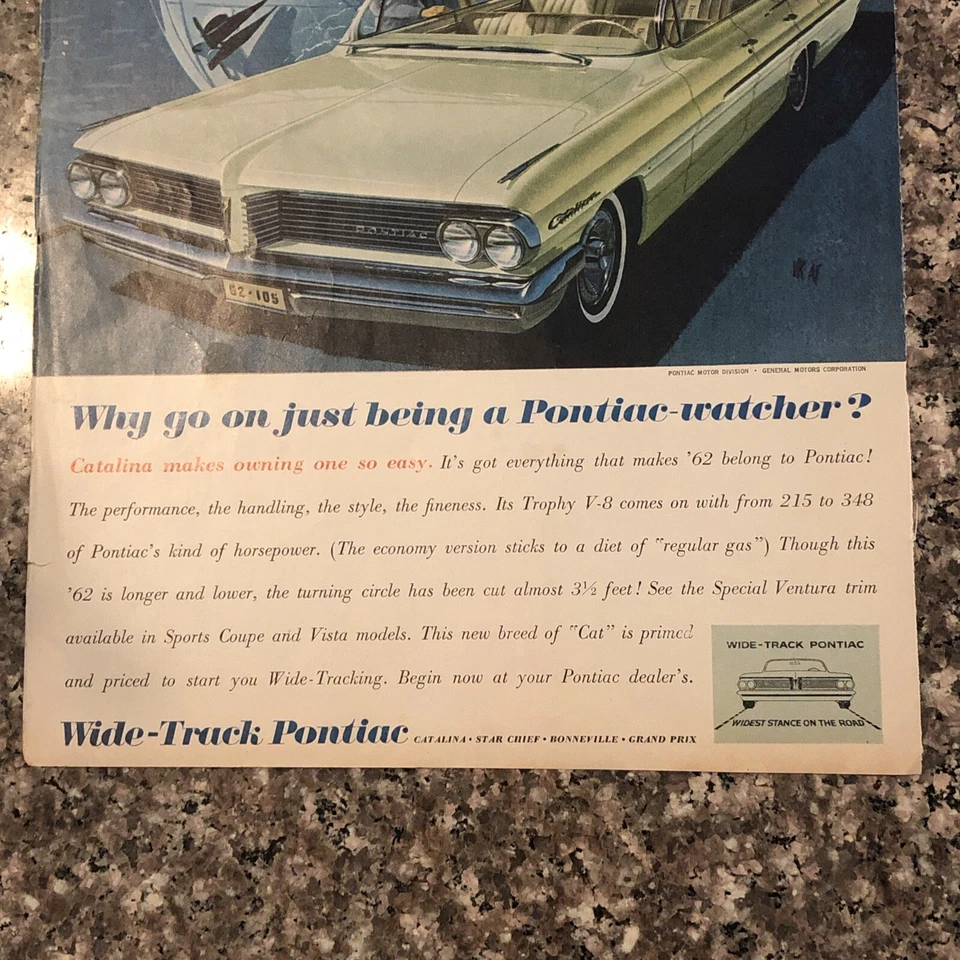 Catalina
PONTIAC
62-105
VK AF
PONTIAC MOTOR DIVISION • GENERAL MOTORS CORPORATION
Why go on just being a Pontiac-watcher?
Catalina makes owning one so easy. It's got everything that makes '62 belong to Pontiac!
The performance, the handling, the style, the fineness. Its Trophy V-8 comes on with from 215 to 348
of Pontiac's kind of horsepower. (The economy version sticks to a diet of "regular gas") Though this
'62 is longer and lower, the turning circle has been cut almost 3½ feet! See the Special Ventura trim
available in Sports Coupe and Vista models. This new breed of "Cat" is primed
and priced to start you Wide-Tracking. Begin now at your Pontiac dealer's.
WIDE-TRACK PONTIAC
WIDEST STANCE ON THE ROAD
Wide-Track Pontiac CATALINA • STAR CHIEF • BONNEVILLE • GRAND PRIX